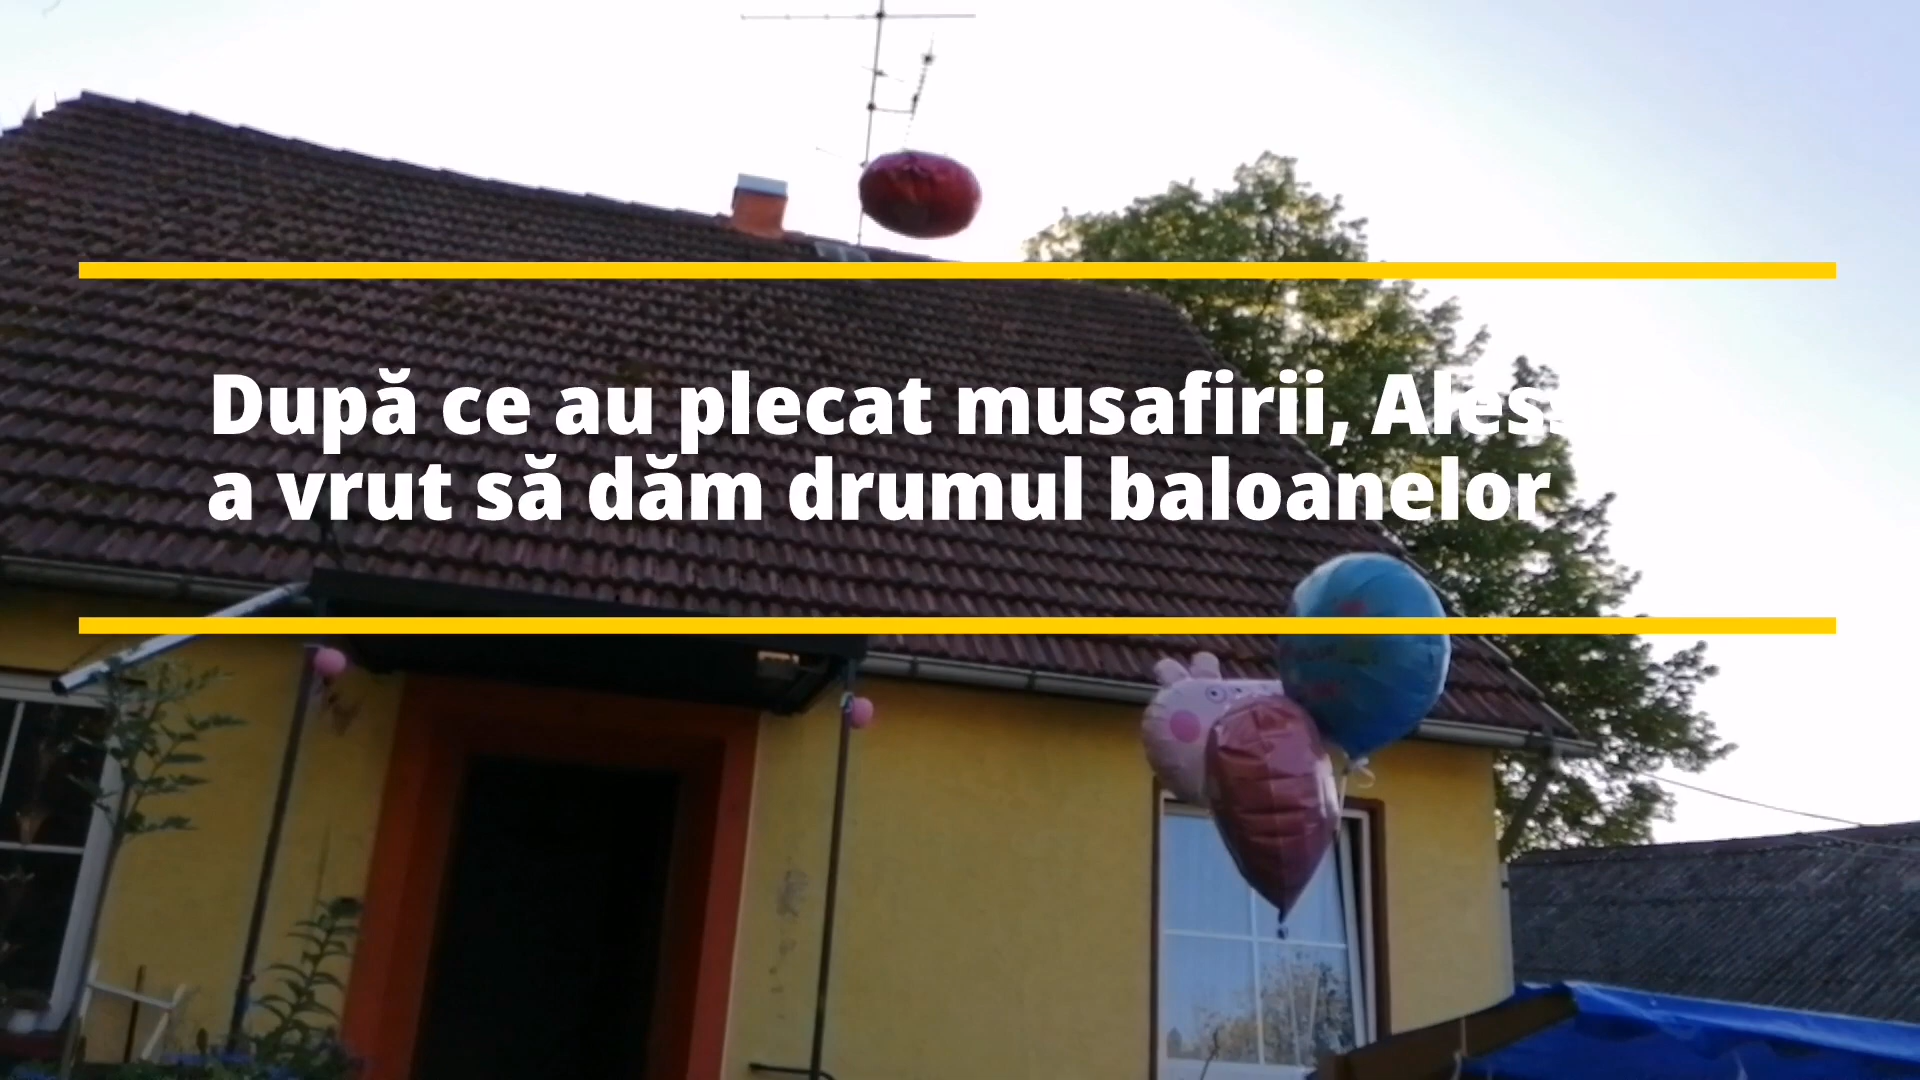 După ce au plecat musafirii,
a vrut să dăm drumul baloanelor